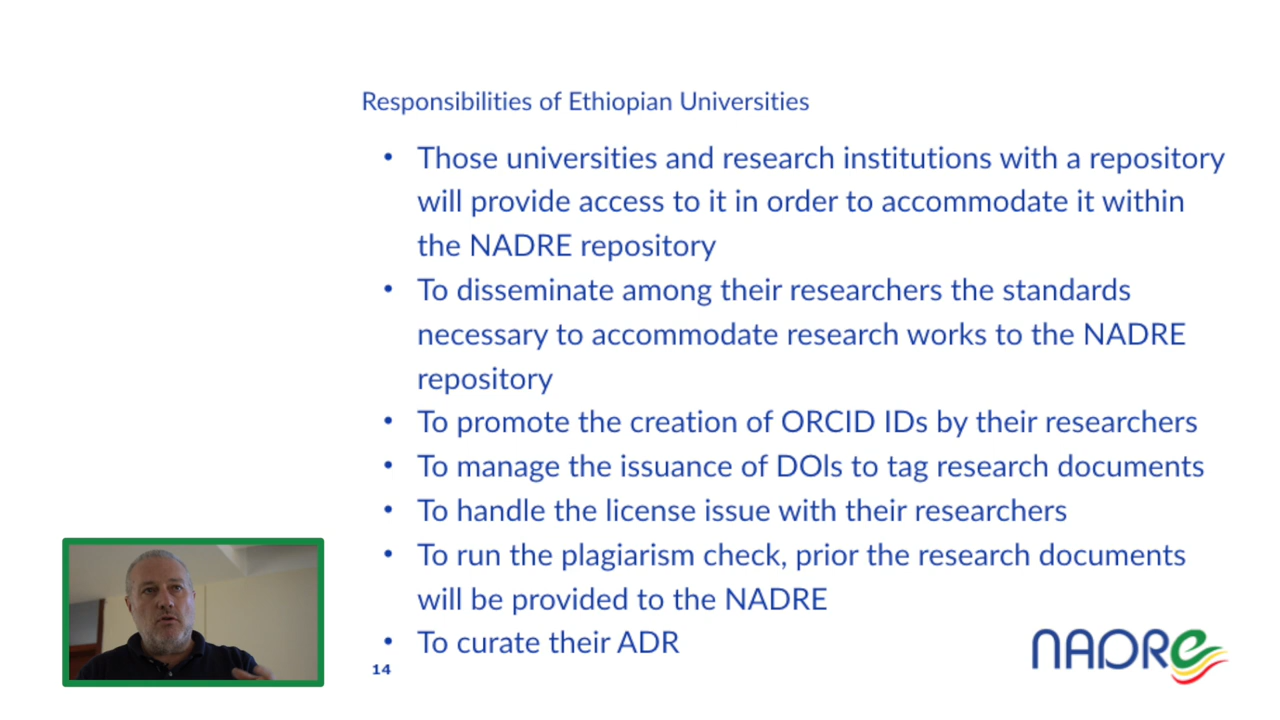 Responsibilities of Ethiopian Universities
• Those universities and research institutions with a repository
will provide access to it in order to accommodate it within
the NADRE repository
• To disseminate among their researchers the standards
necessary to accommodate research works to the NADRE
repository
• To promote the creation of ORCID IDs by their researchers
• To manage the issuance of DOIs to tag research documents
• To handle the license issue with their researchers
• To run the plagiarism check, prior the research documents
will be provided to the NADRE
• To curate their ADR
14
NADRe